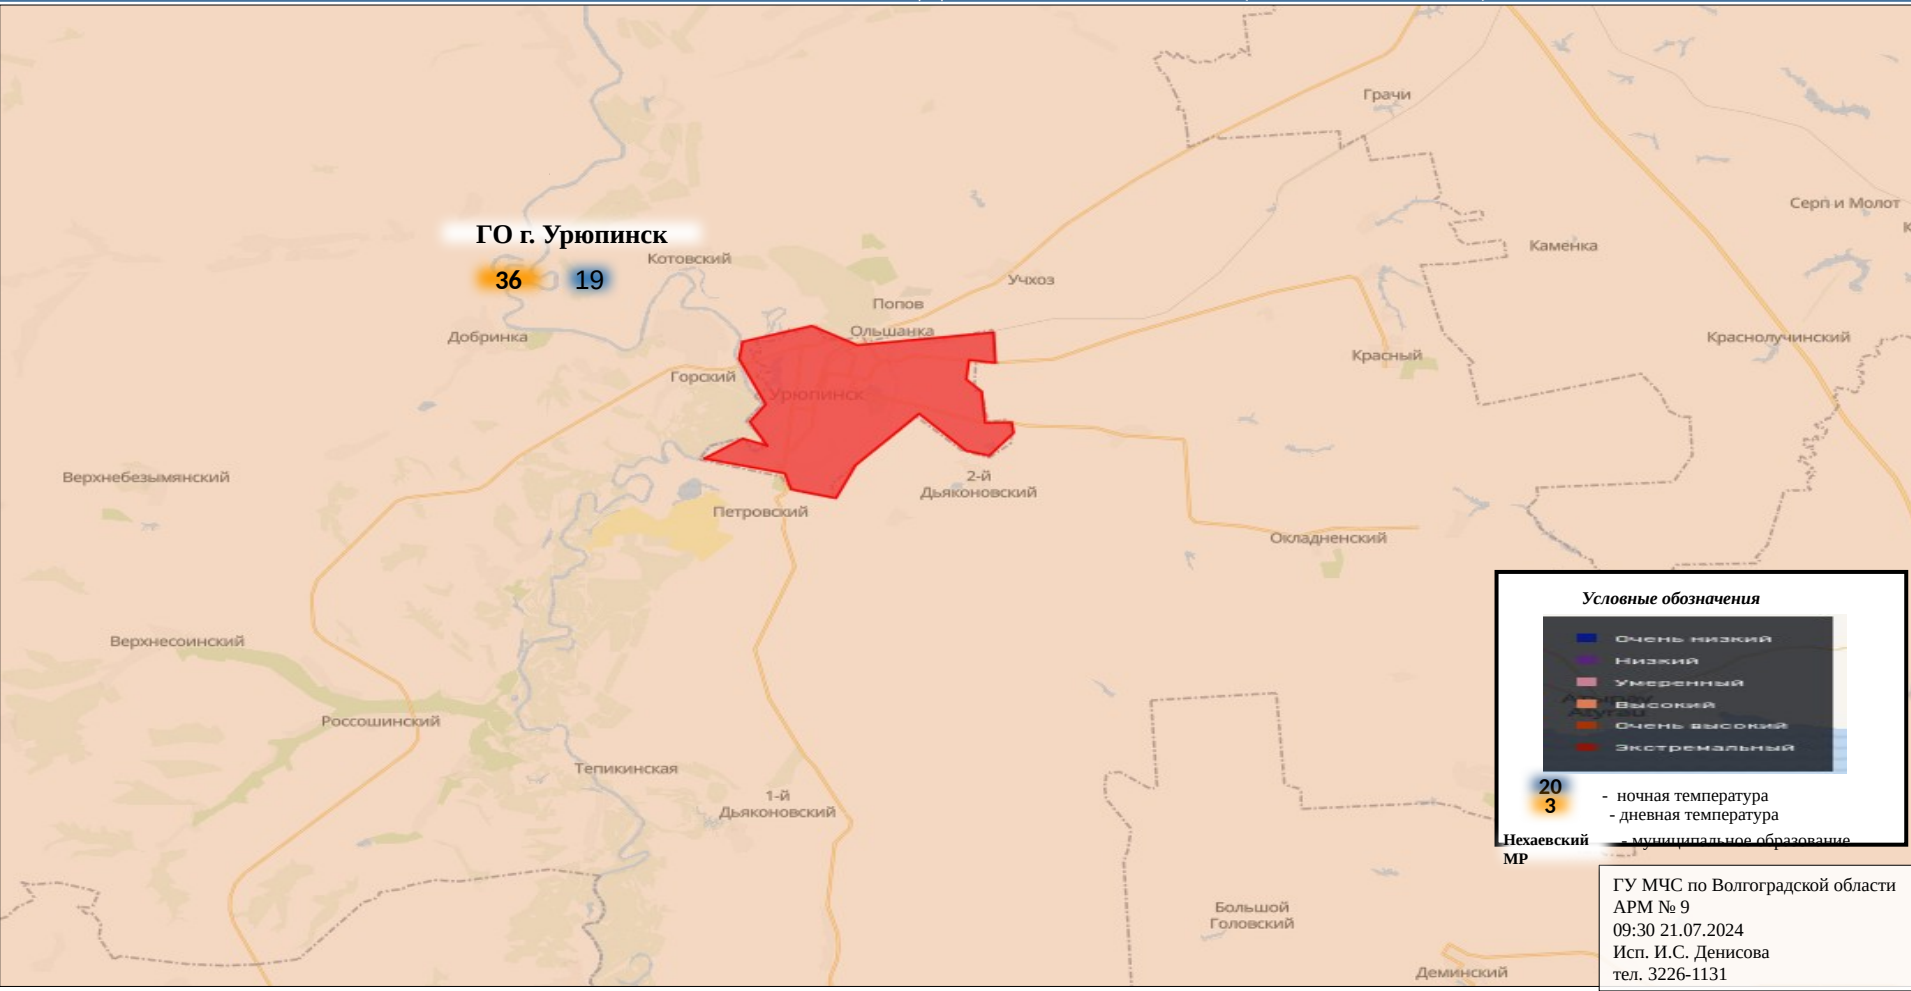 Грачи
Серп и Молот
Каменка
ГО г. Урюпинск
Котовский
36
19
Учхоз
Попов
Ольшанка
Добринка
Краснолучинский
Красный
Горский
Урюпинск
Верхнебезымянский
2-й
Дьяконовский
Петровский
Окладненский
Верхнесоинский
Россошинский
Тепикинская
1-й
Дьяконовский
Большой
Головский
Деминский
Условные обозначения
Очень низкий
Низкий
Умеренный
Высокий
Очень высокий
Экстремальный
Атырау
Atyrau
20
- ночная температура
3
- дневная температура
Нехаевский
МР
- муниципальное образование
ГУ МЧС по Волгоградской области
АРМ № 9
09:30 21.07.2024
Исп. И.С. Денисова
тел. 3226-1131